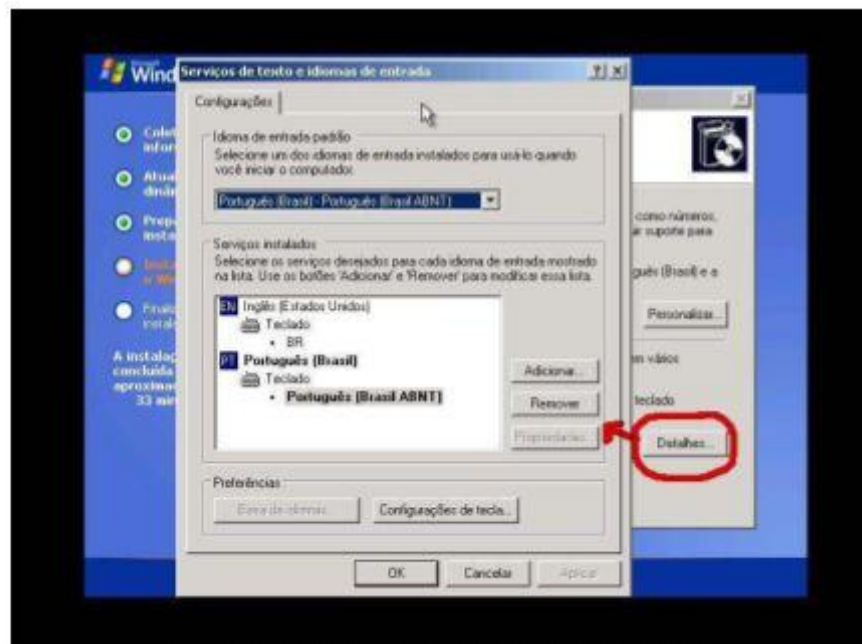 Wind
Serviços de texto e idiomas de entrada
Configurações
Idioma de entrada padrão
Selecione um dos idiomas de entrada instalados para usá-lo quando
você iniciar o computador.
Português (Brasil) - Português (Brasil ABNT)
Serviços instalados
Selecione os serviços desejados para cada idioma de entrada mostrado
na lista. Use os botões 'Adicionar' e 'Remover' para modificar essa lista.
EN Inglês (Estados Unidos)
Teclado
• BR
PT Português (Brasil)
Teclado
• Português (Brasil ABNT)
Adicionar...
Remover
Propriedades...
Preferências
Barra de idiomas...
Configurações de tecla...
OK
Cancelar
Aplicar
A instalaç
concluída
aproximad
33 min
como números,
ar suporte para
guês (Brasil) e a
Personalizar...
em vários
teclado
Detalhes...